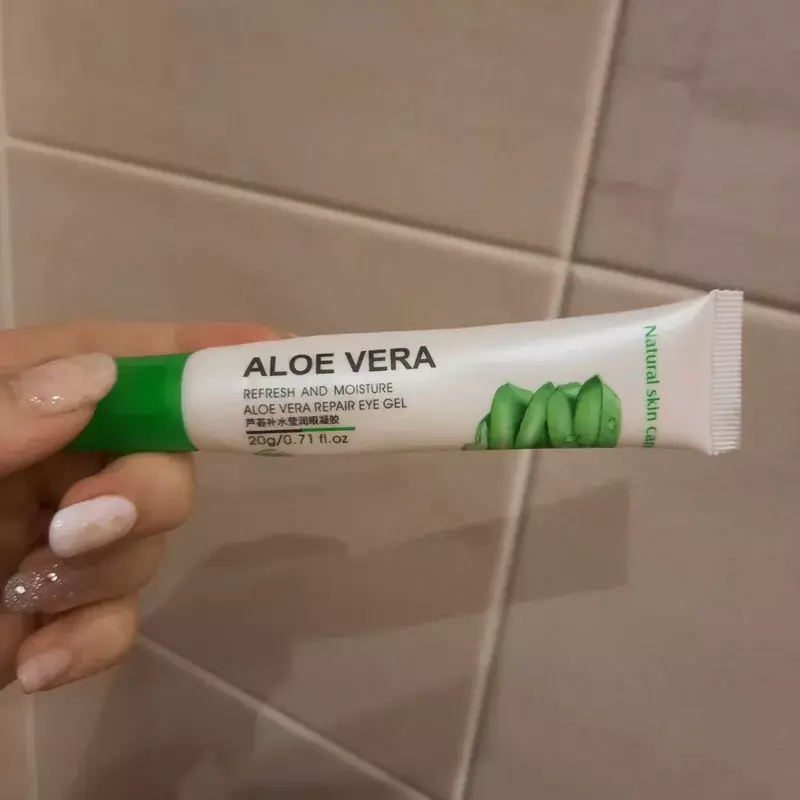 ALOE VERA
REFRESH AND MOISTURE
ALOE VERA REPAIR EYE GEL
芦荟补水莹润眼凝胶
20g/0.71 fl.oz
Natural skin